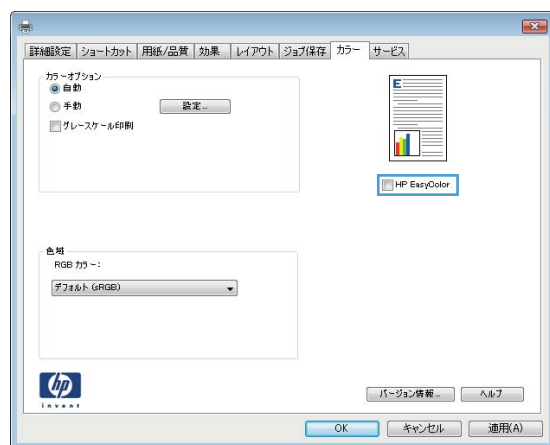 詳細設定 ショートカット 用紙/品質 効果 レイアウト ジョブ保存 カラー サービス
カラーオプション
自動
手動
設定...
グレースケール印刷
E
HP EasyColor
色域
RGB カラー:
デフォルト (sRGB)
hp
invent
バージョン情報... ヘルプ
OK キャンセル 適用(A)